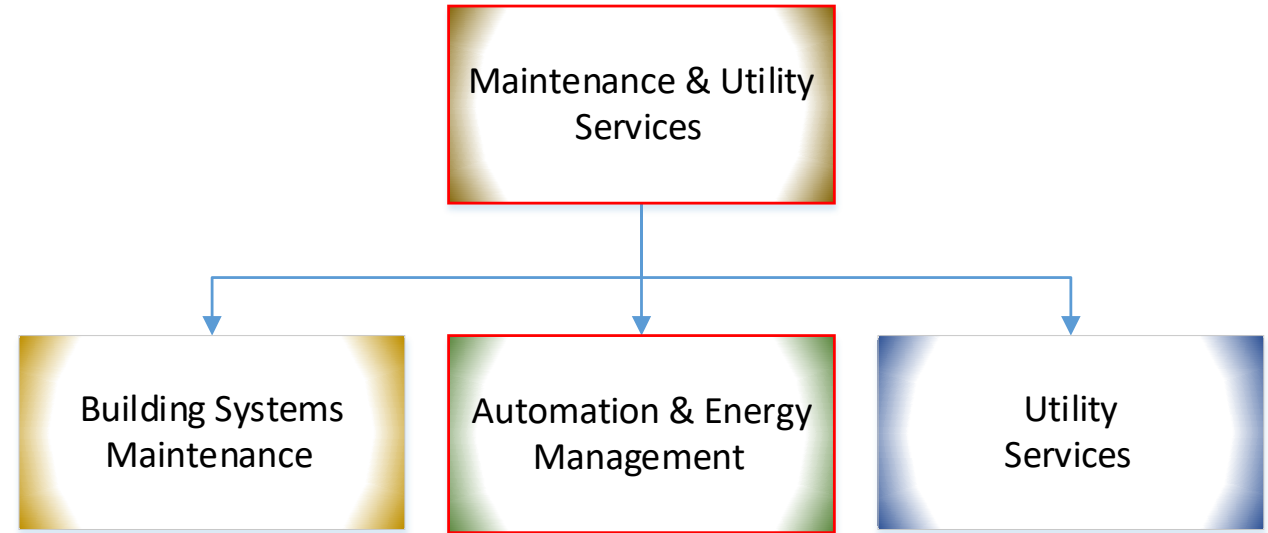 Maintenance & Utility
Services
Building Systems
Maintenance
Automation & Energy
Management
Utility
Services